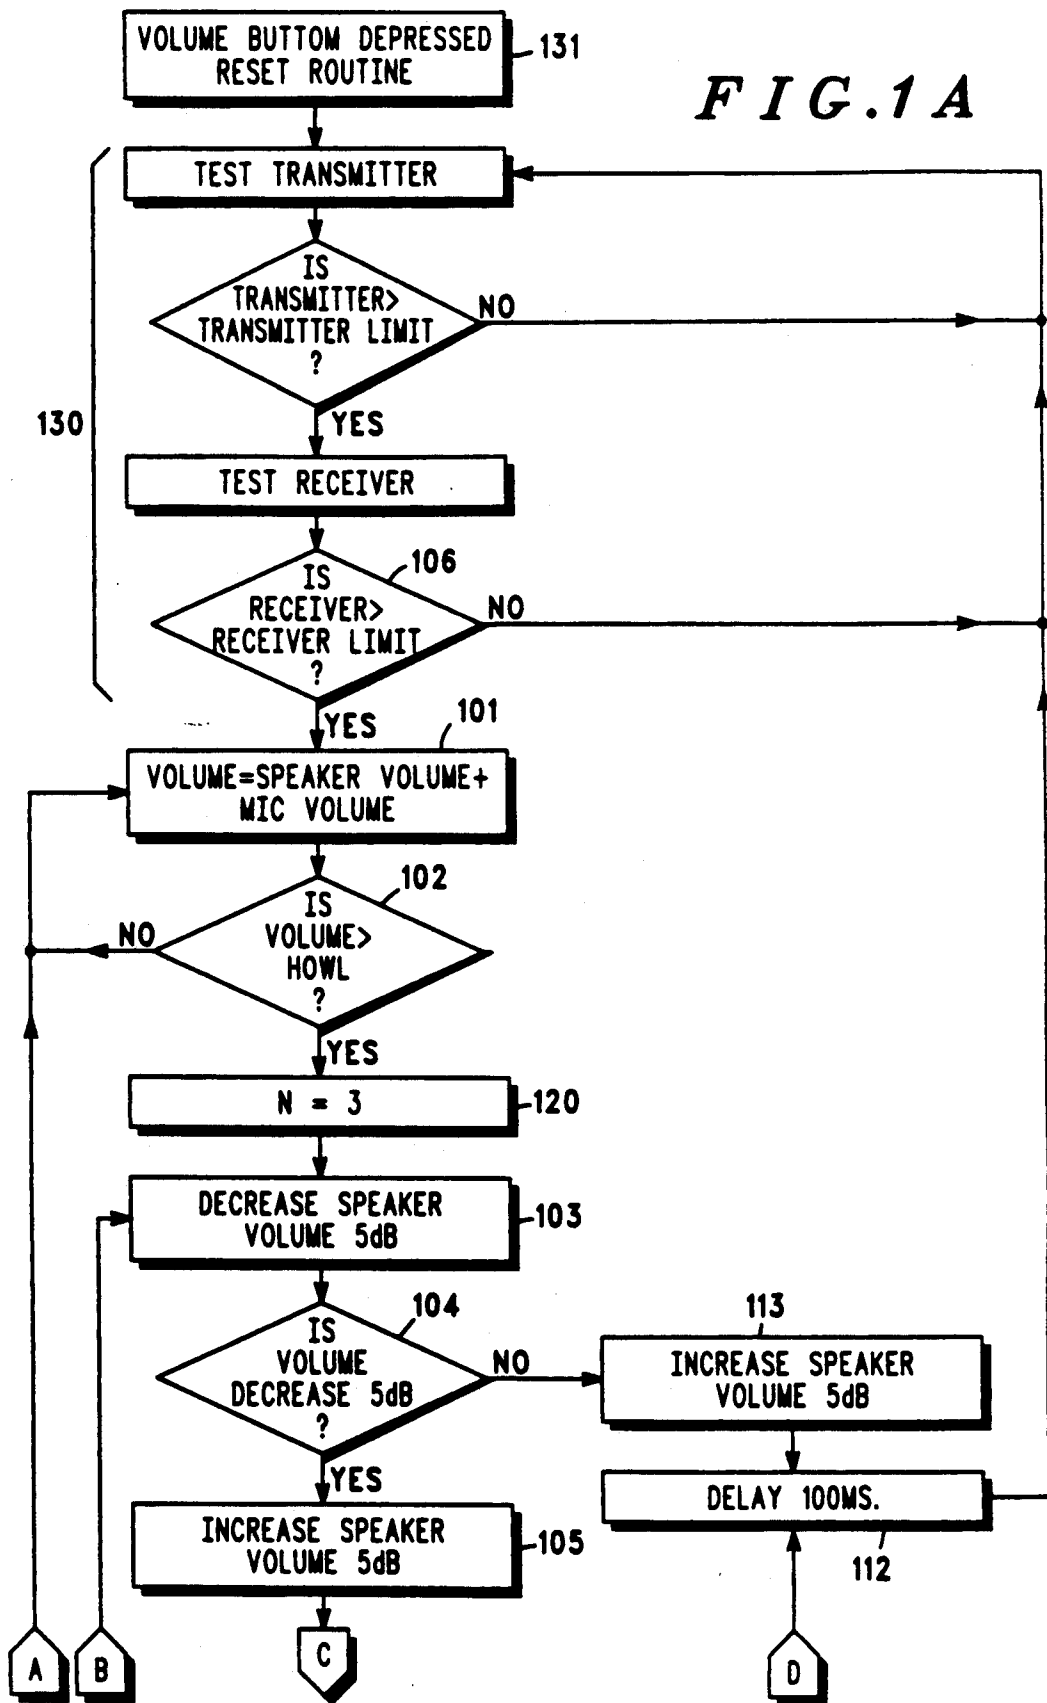 VOLUME BUTTOM DEPRESSED
RESET ROUTINE
131
FIG.1A
TEST TRANSMITTER
IS
TRANSMITTER>
TRANSMITTER LIMIT
?
NO
YES
130
TEST RECEIVER
106
IS
RECEIVER>
RECEIVER LIMIT
?
NO
YES
101
VOLUME=SPEAKER VOLUME+
MIC VOLUME
102
IS
VOLUME>
HOWL
?
NO
YES
N = 3
120
DECREASE SPEAKER
VOLUME 5dB
103
104
IS
VOLUME
DECREASE 5dB
?
NO
YES
113
INCREASE SPEAKER
VOLUME 5dB
DELAY 100MS.
112
INCREASE SPEAKER
VOLUME 5dB
105
A
B
C
D